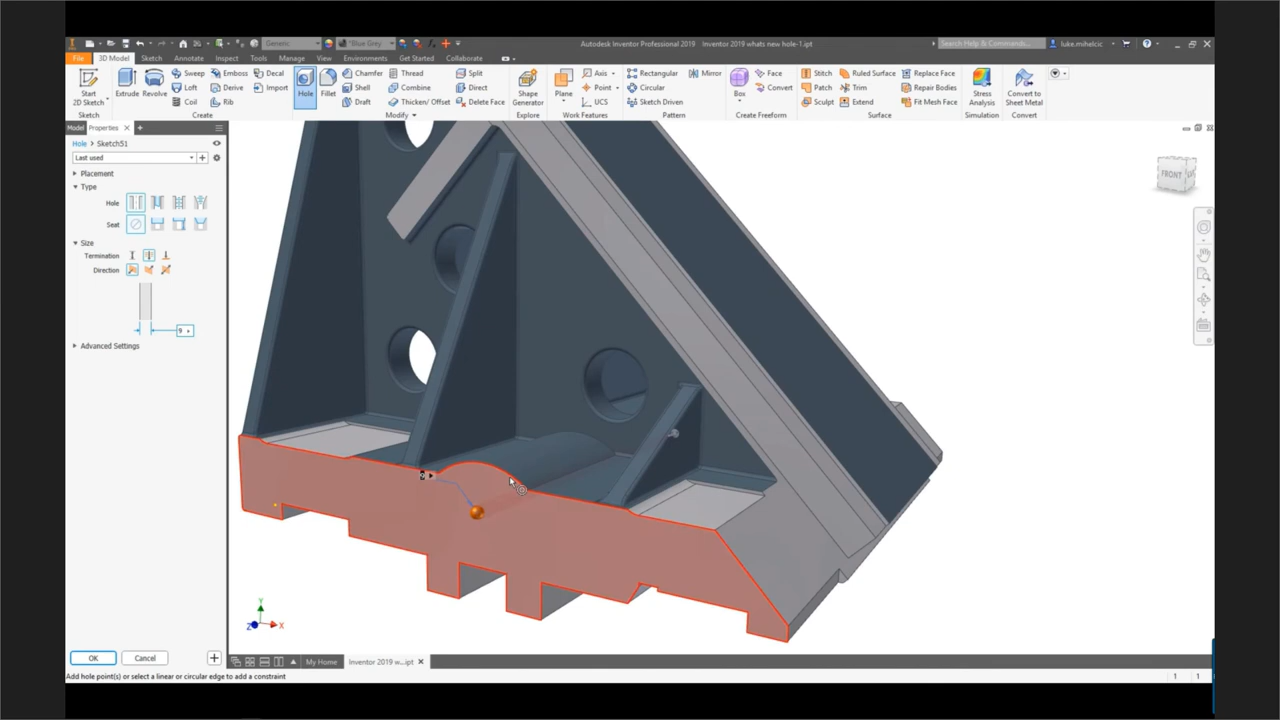 Generic
*Blue Grey
Autodesk Inventor Professional 2019 Inventor 2019 whats new hole-1.ipt
Search Help & Commands...
luke.mihelcic
File 3D Model Sketch Annotate Inspect Tools Manage View Environments Get Started Collaborate
Start
2D Sketch
Sketch
Extrude
Revolve
Sweep
Emboss
Decal
Loft
Derive
Import
Coil
Rib
Create
Hole
Fillet
Chamfer
Thread
Split
Shell
Combine
Direct
Draft
Thicken/ Offset
Delete Face
Modify
Shape
Generator
Explore
Plane
Axis
Point
UCS
Work Features
Rectangular
Mirror
Circular
Sketch Driven
Pattern
Box
Face
Convert
Create Freeform
Stitch
Ruled Surface
Replace Face
Patch
Trim
Repair Bodies
Sculpt
Extend
Fit Mesh Face
Surface
Stress
Analysis
Simulation
Convert to
Sheet Metal
Convert
Model Properties × +
Hole > Sketch51
Last used
Placement
Type
Hole
Seat
Size
Termination
Direction
9
Advanced Settings
FRONT
Y
Z
X
OK
Cancel
My Home
Inventor 2019 w...ipt
Add hole point(s) or select a linear or circular edge to add a constraint
1 1